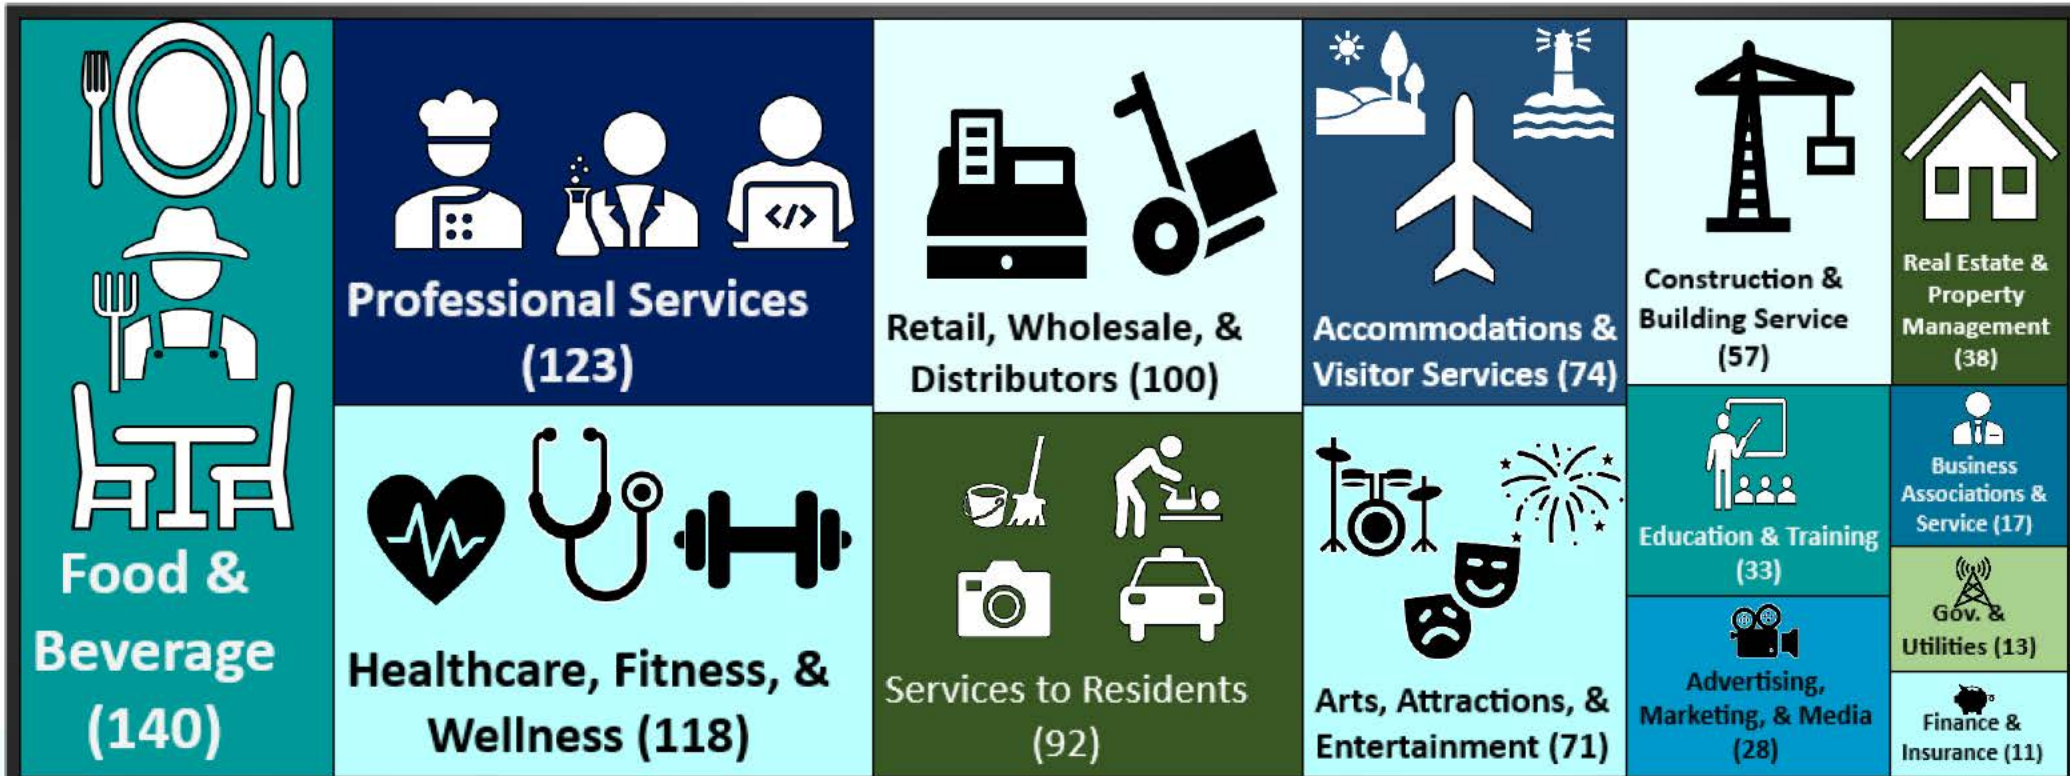 Food &
Beverage
(140)
Professional Services
(123)
Healthcare, Fitness, &
Wellness (118)
Retail, Wholesale, &
Distributors (100)
Services to Residents
(92)
Accommodations &
Visitor Services (74)
Arts, Attractions, &
Entertainment (71)
Construction &
Building Service
(57)
Real Estate &
Property
Management
(38)
Education & Training
(33)
Advertising,
Marketing, & Media
(28)
Business
Associations &
Service (17)
Gov. &
Utilities (13)
Finance &
Insurance (11)